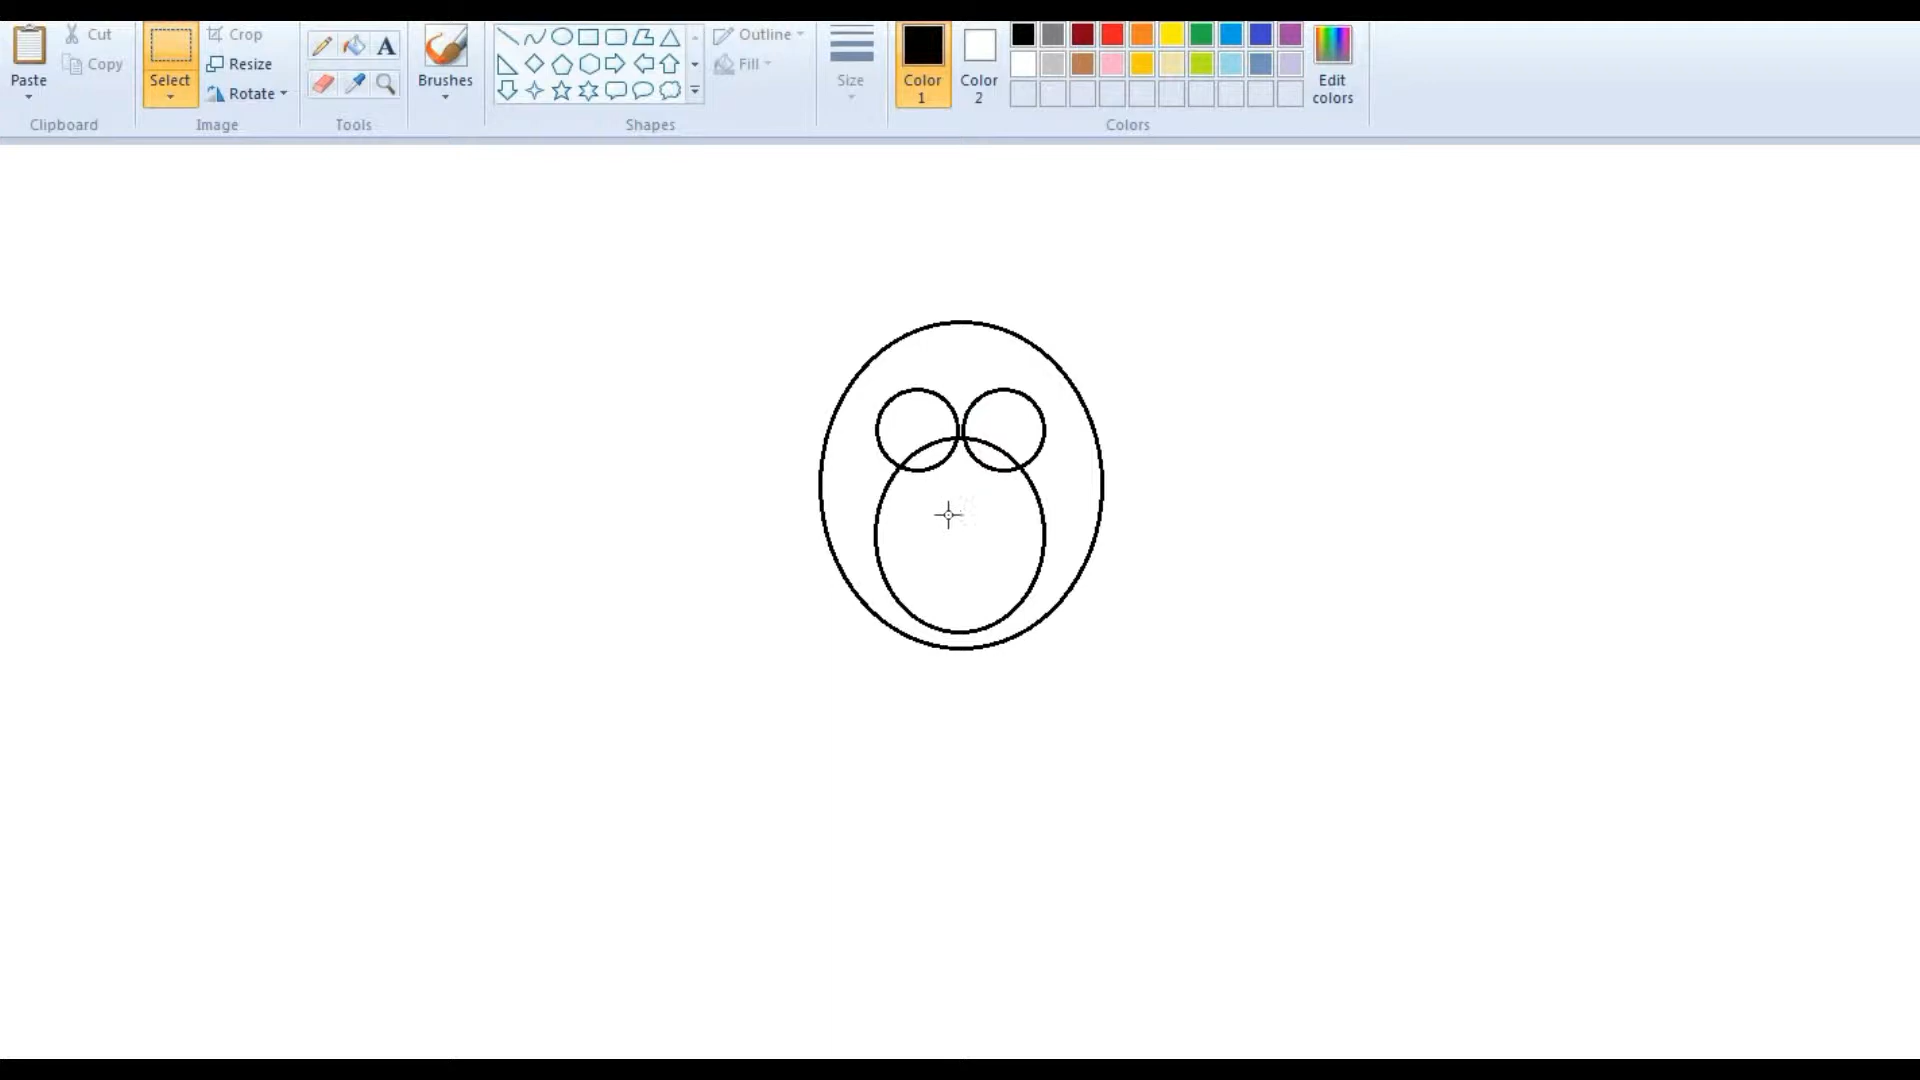 Cut
Crop
Outline
Copy
Resize
Fill
Paste
Select
Rotate
Brushes
Size
Color
1
Color
2
Edit
colors
Clipboard
Image
Tools
Shapes
Colors